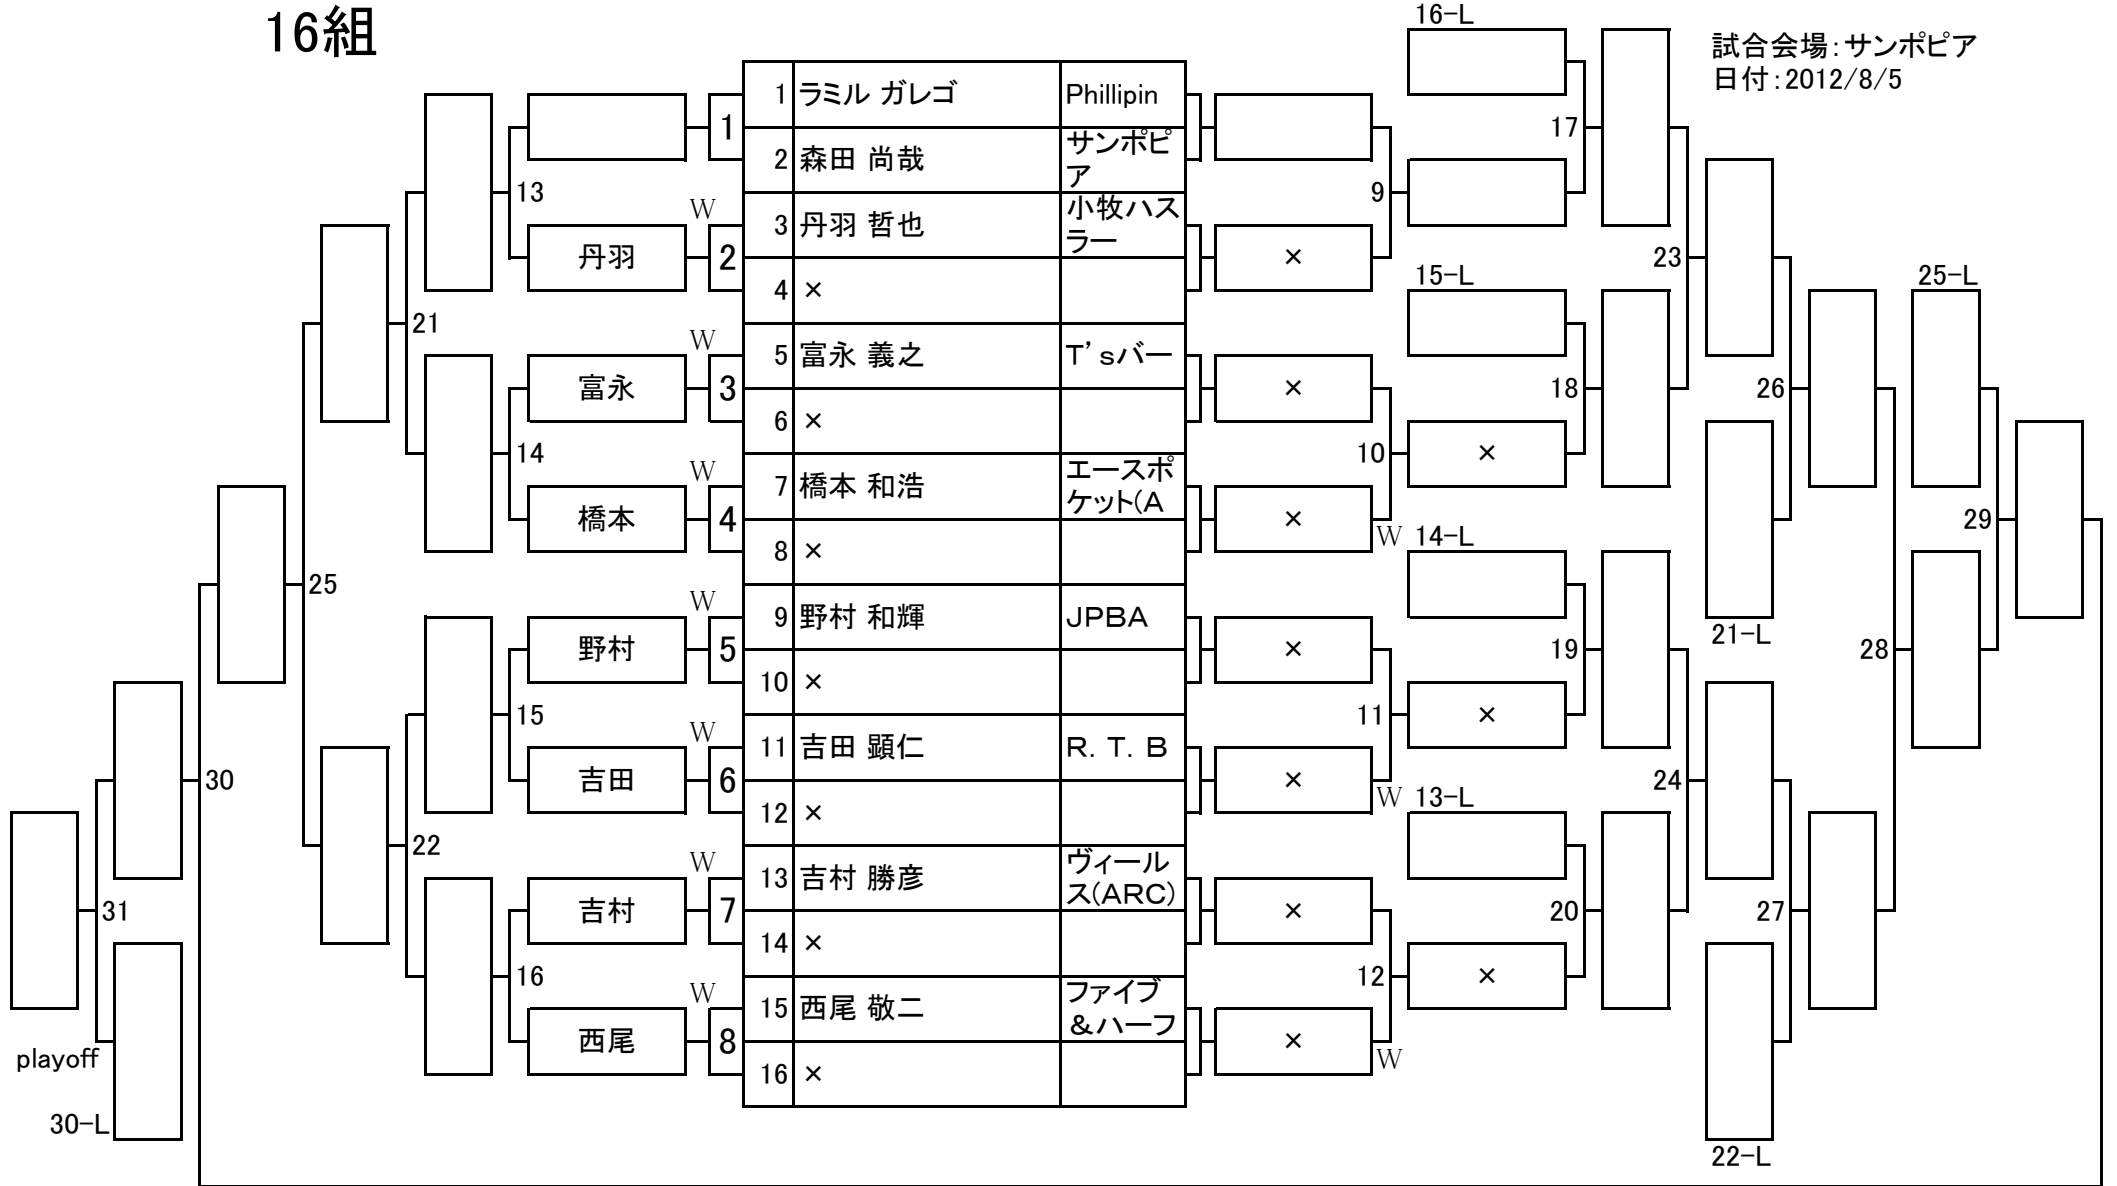 16組
試合会場：サンポピア
日付：2012/8/5
16-L
1 ラミル ガレゴ Phillipin
1
17
2 森田 尚哉 サンポピ
ア
13
9
W
3 丹羽 哲也 小牧ハス
ラー
丹羽
2
×
23
15-L
25-L
4 ×
21
W
5 富永 義之 T’sバー
富永
3
×
18
26
6 ×
14
W
7 橋本 和浩 エースポ
ケット(A
10
×
橋本
4
×
W
14-L
29
8 ×
25
W
9 野村 和輝 JPBA
野村
5
×
19
21-L
28
10 ×
15
W
11 吉田 顕仁 R．T．B
11
×
吉田
6
×
W
13-L
24
30
12 ×
22
W
13 吉村 勝彦 ヴィール
ス(ARC)
吉村
7
×
20
27
31
14 ×
16
W
15 西尾 敬二 ファイブ
＆ハーフ
12
×
西尾
8
×
W
playoff
16 ×
30-L
22-L